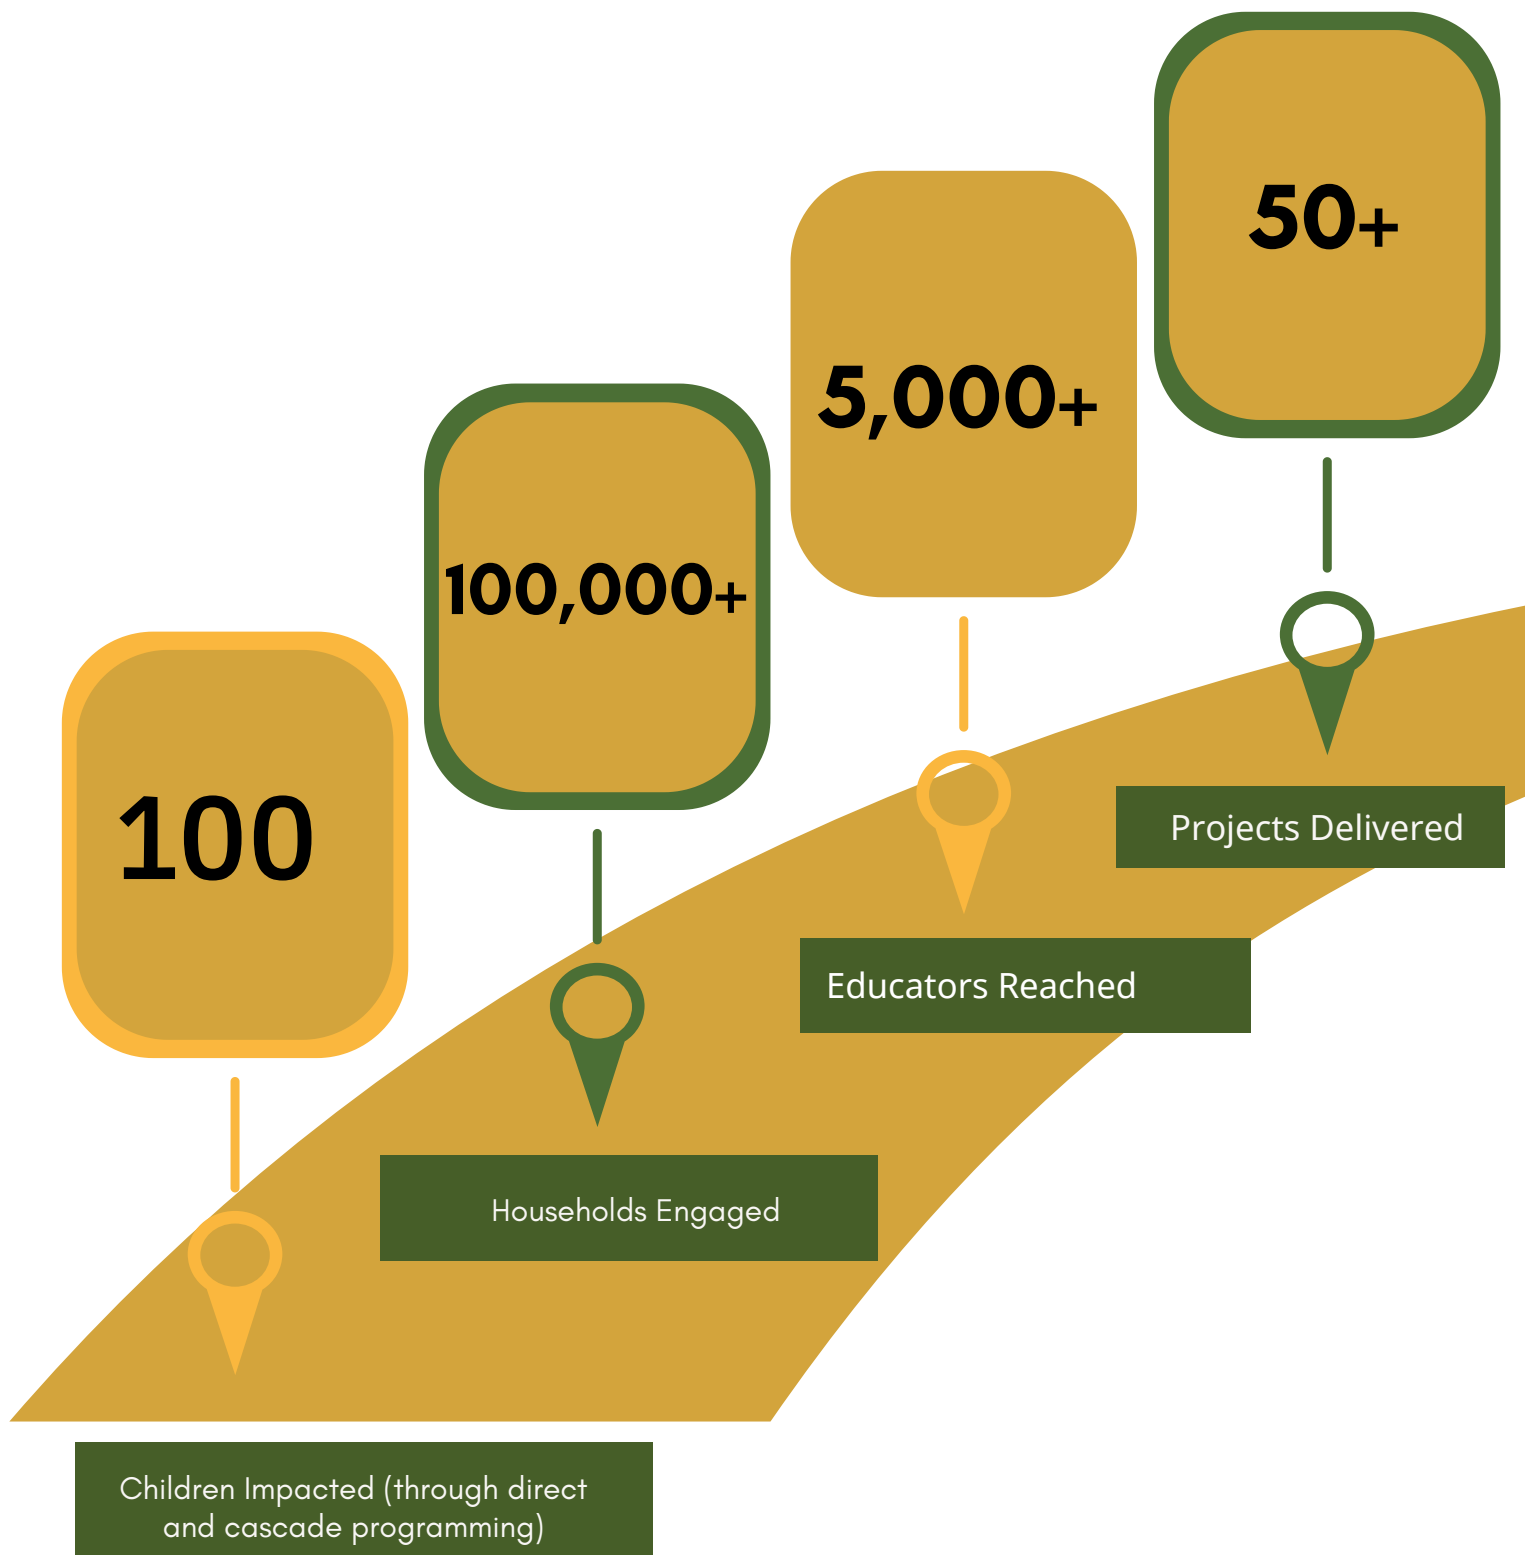 50+
5,000+
100,000+
100
Projects Delivered
Educators Reached
Households Engaged
Children Impacted (through direct
and cascade programming)